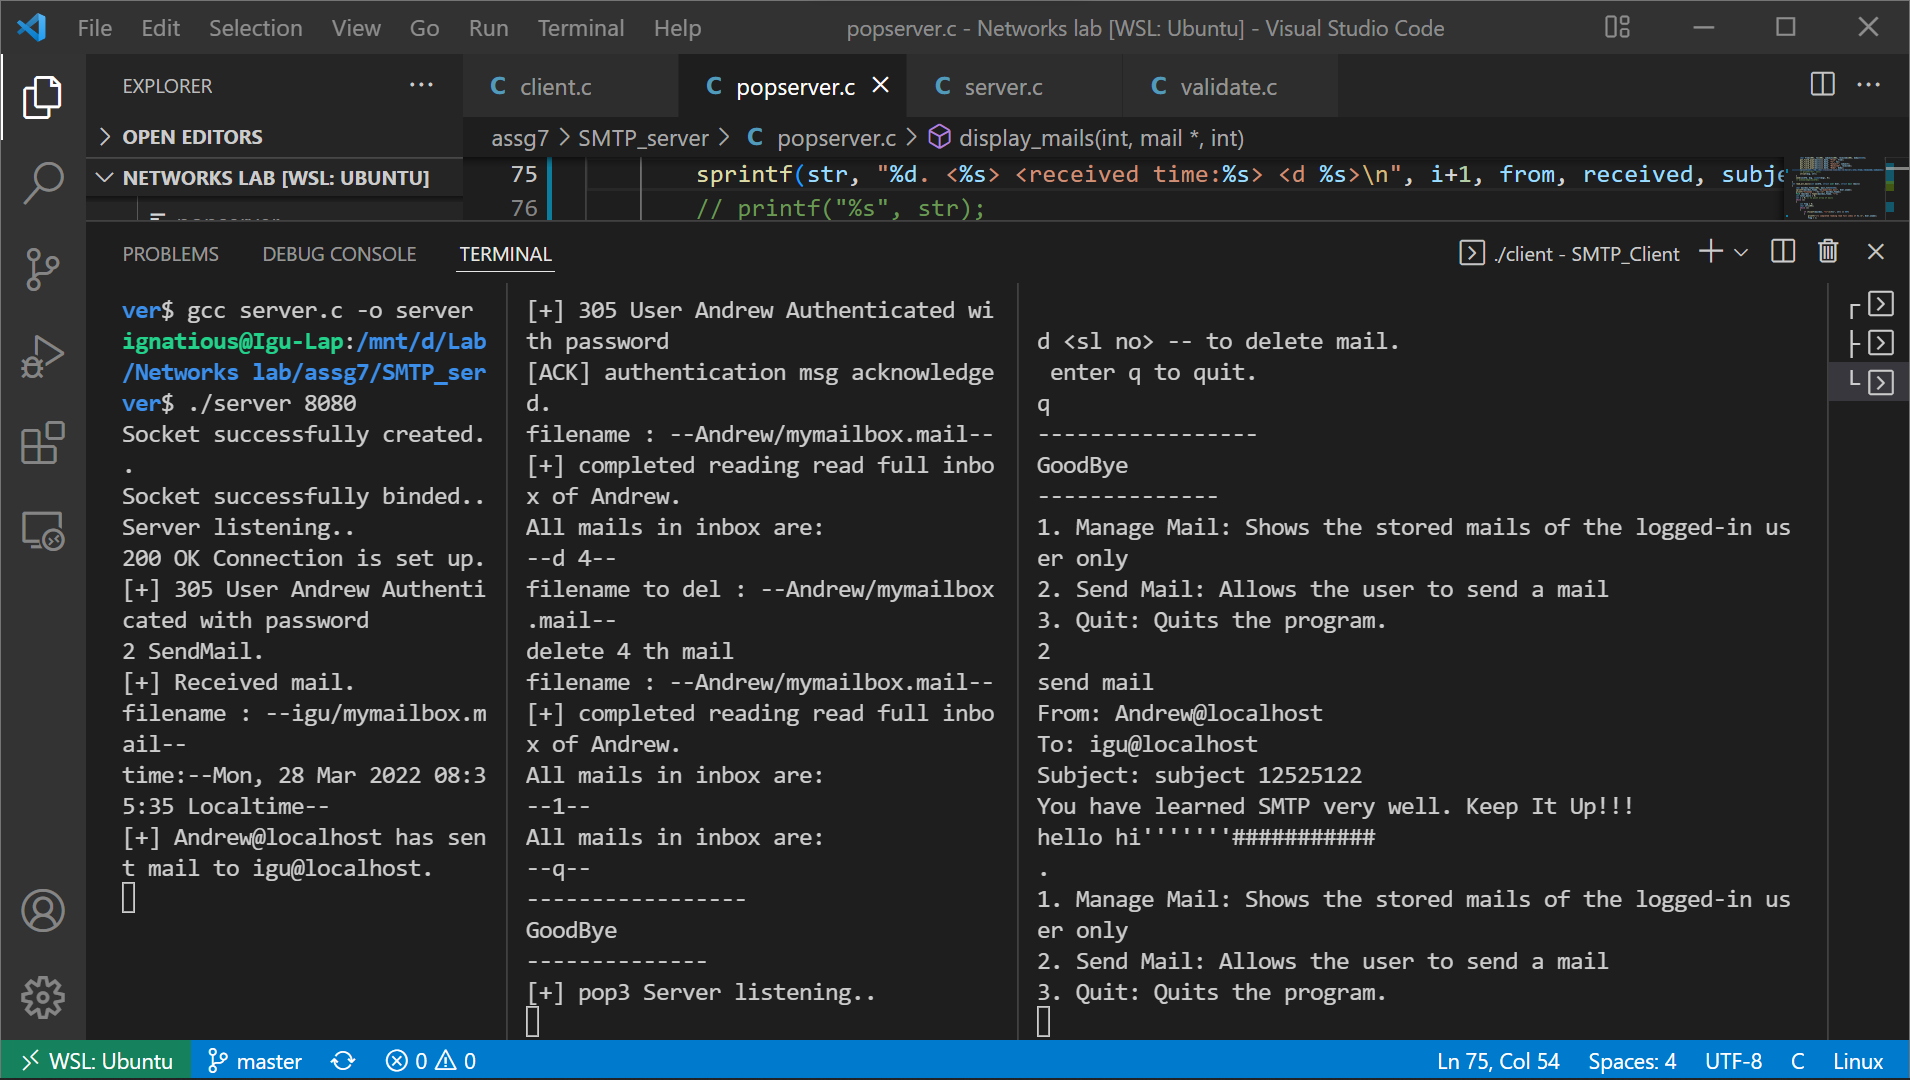 File Edit Selection View Go Run Terminal Help popserver.c - Networks lab [WSL: Ubuntu] - Visual Studio Code
EXPLORER
C client.c C popserver.c C server.c C validate.c
OPEN EDITORS
assg7 > SMTP_server > C popserver.c > display_mails(int, mail *, int)
NETWORKS LAB [WSL: UBUNTU]
75 sprintf(str, "%d. <%s> <received time:%s> <d %s>\n", i+1, from, received, subje
76 // printf("%s", str);
PROBLEMS DEBUG CONSOLE TERMINAL ./client - SMTP_Client
ver$ gcc server.c -o server
ignatious@Igu-Lap:/mnt/d/Lab
/Networks lab/assg7/SMTP_ser
ver$ ./server 8080
Socket successfully created.
.
Socket successfully binded..
Server listening..
200 OK Connection is set up.
[+] 305 User Andrew Authenti
cated with password
2 SendMail.
[+] Received mail.
filename : --igu/mymailbox.m
ail--
time:--Mon, 28 Mar 2022 08:3
5:35 Localtime--
[+] Andrew@localhost has sen
t mail to igu@localhost.
[+] 305 User Andrew Authenticated wi
th password
[ACK] authentication msg acknowledge
d.
filename : --Andrew/mymailbox.mail--
[+] completed reading read full inbo
x of Andrew.
All mails in inbox are:
--d 4--
filename to del : --Andrew/mymailbox
.mail--
delete 4 th mail
filename : --Andrew/mymailbox.mail--
[+] completed reading read full inbo
x of Andrew.
All mails in inbox are:
--1--
All mails in inbox are:
--q--
-----------------
GoodBye
--------------
[+] pop3 Server listening..
d <sl no> -- to delete mail.
enter q to quit.
q
-----------------
GoodBye
--------------
1. Manage Mail: Shows the stored mails of the logged-in us
er only
2. Send Mail: Allows the user to send a mail
3. Quit: Quits the program.
2
send mail
From: Andrew@localhost
To: igu@localhost
Subject: subject 12525122
You have learned SMTP very well. Keep It Up!!!
hello hi'''''''###########
.
1. Manage Mail: Shows the stored mails of the logged-in us
er only
2. Send Mail: Allows the user to send a mail
3. Quit: Quits the program.
WSL: Ubuntu master 0 0 Ln 75, Col 54 Spaces: 4 UTF-8 C Linux